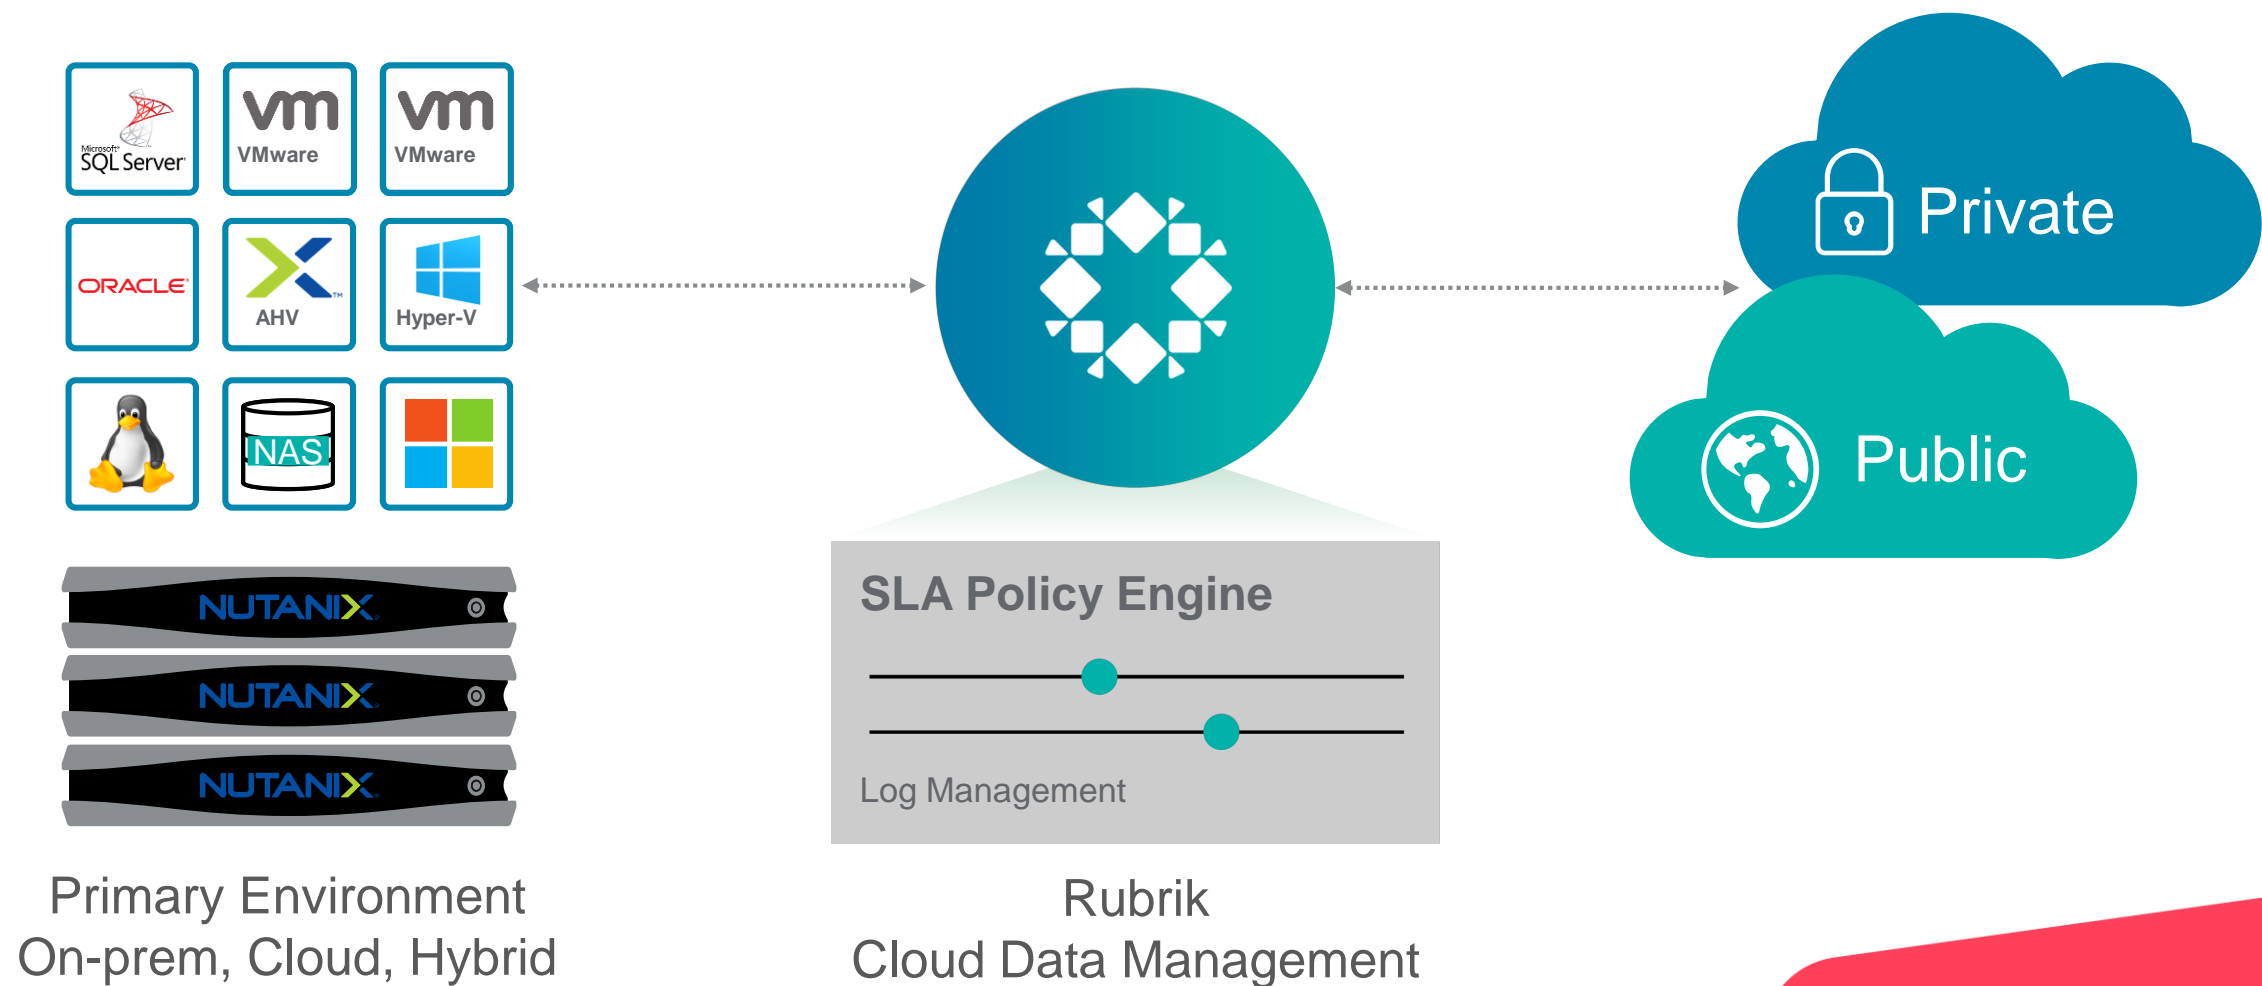 Microsoft®
SQL Server®
vm
VMware
vm
VMware
ORACLE®
™
AHV
Hyper-V
NAS
NUTANIX®
NUTANIX®
NUTANIX®
Primary Environment
On-prem, Cloud, Hybrid
SLA Policy Engine
Log Management
Rubrik
Cloud Data Management
Private
Public